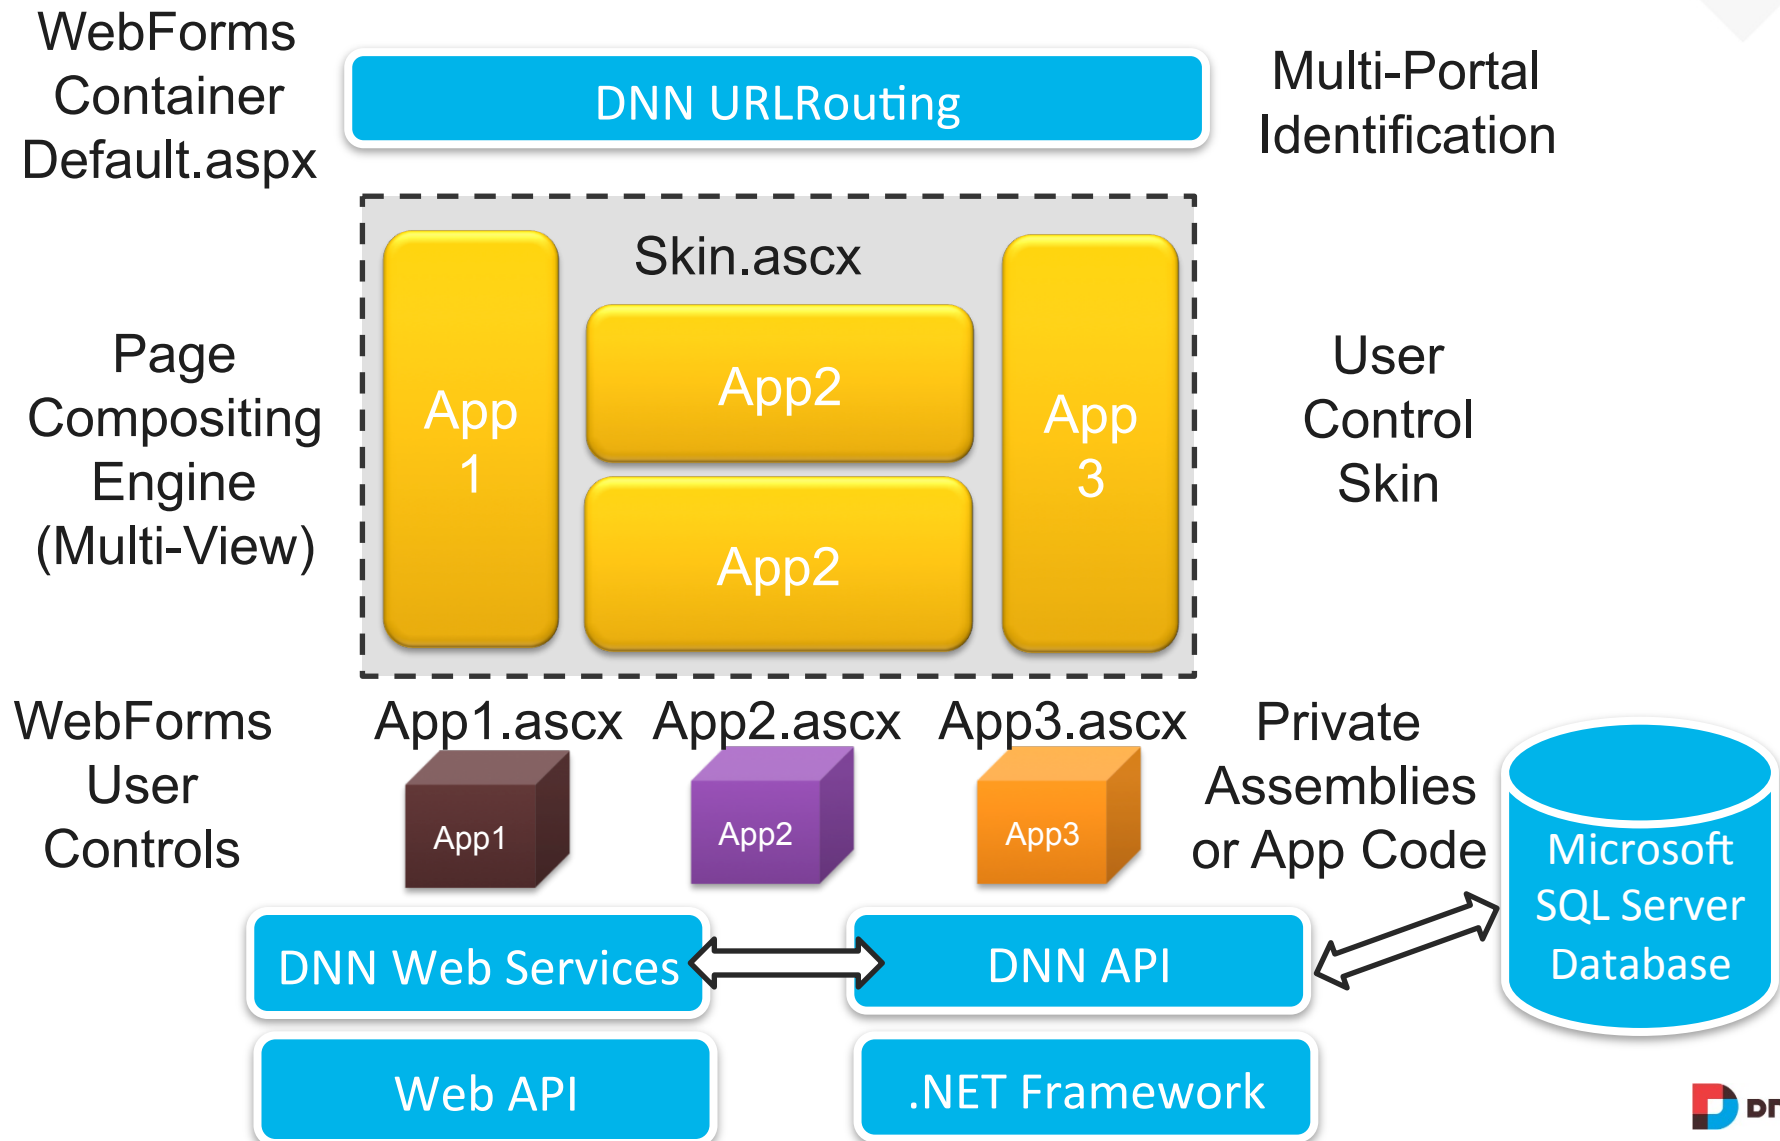 WebForms
Container
Default.aspx
DNN URLRouting
Multi-Portal
Identification
Skin.ascx
Page
Compositing
Engine
(Multi-View)
App
1
App2
App2
App
3
User
Control
Skin
WebForms
User
Controls
App1.ascx
App2.ascx
App3.ascx
App1
App2
App3
Private
Assemblies
or App Code
Microsoft
SQL Server
Database
DNN Web Services
DNN API
Web API
.NET Framework